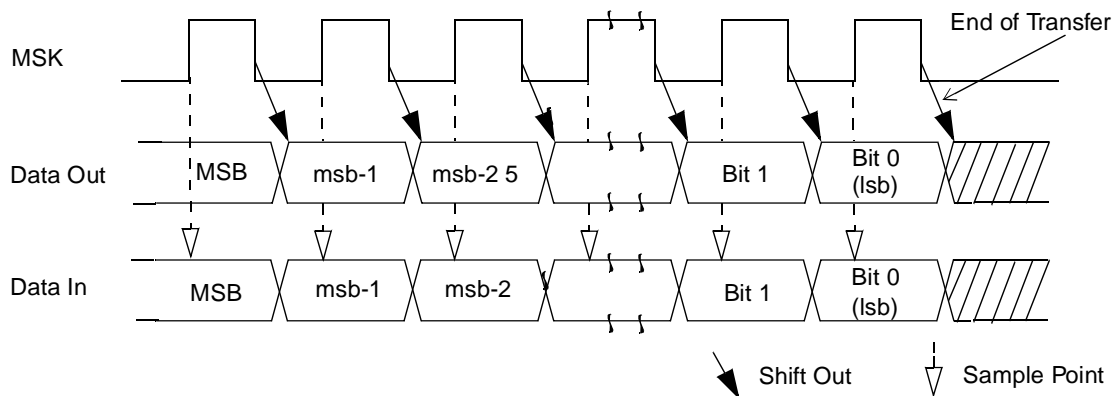 End of Transfer
MSK
Data Out
MSB
msb-1
msb-2 5
Bit 1
Bit 0
(lsb)
Data In
MSB
msb-1
msb-2
Bit 1
Bit 0
(lsb)
Shift Out
Sample Point